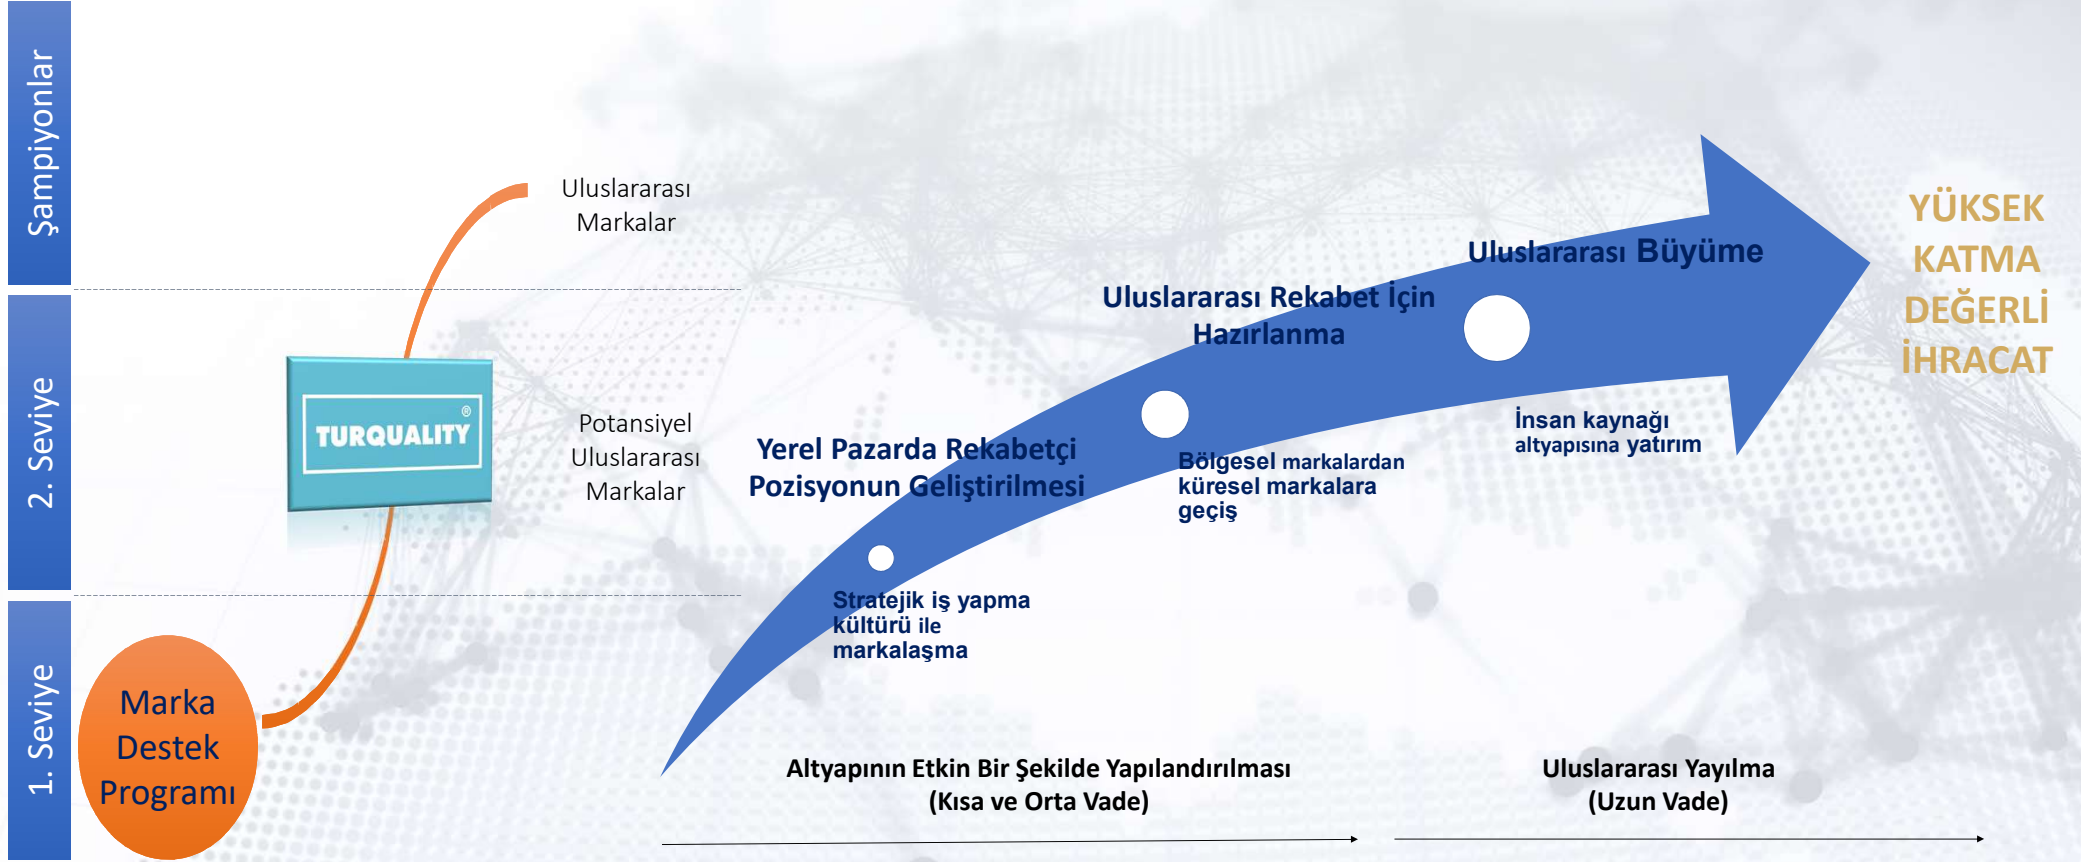 Şampiyonlar
2. Seviye
1. Seviye
Uluslararası
Markalar
TURQUALITY ®
Potansiyel
Uluslararası
Markalar
Marka
Destek
Programı
Yerel Pazarda Rekabetçi
Pozisyonun Geliştirilmesi
Stratejik iş yapma
kültürü ile
markalaşma
Uluslararası Rekabet İçin
Hazırlanma
Bölgesel markalardan
küresel markalara
geçiş
Uluslararası Büyüme
İnsan kaynağı
altyapısına yatırım
YÜKSEK
KATMA
DEĞERLİ
İHRACAT
Altyapının Etkin Bir Şekilde Yapılandırılması
(Kısa ve Orta Vade)
Uluslararası Yayılma
(Uzun Vade)